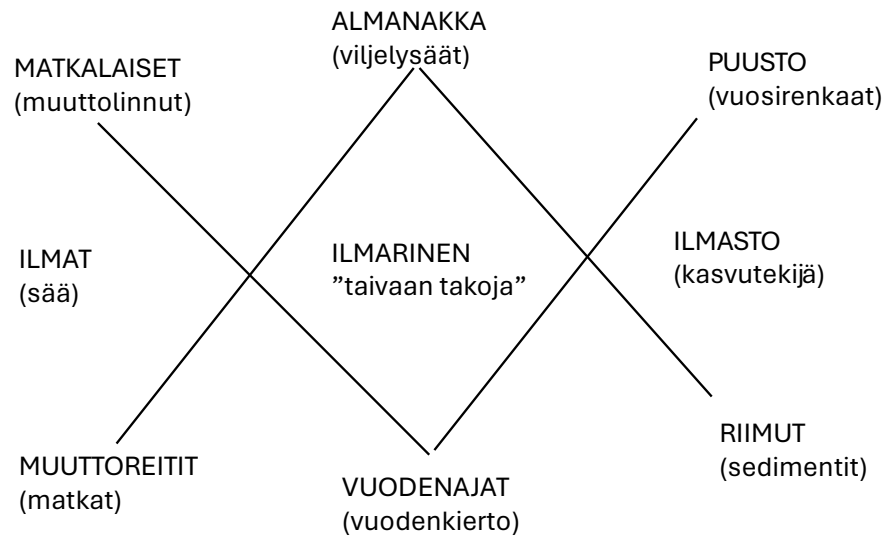 ALMANAKKA
(viljelysäät)
MATKALAISET
(muuttolinnut)
PUUSTO
(vuosirenkaat)
ILMAT
(sää)
ILMARINEN
”taivaan takoja”
ILMASTO
(kasvutekijä)
MUUTTOREITIT
(matkat)
VUODENAJAT
(vuodenkierto)
RIIMUT
(sedimentit)